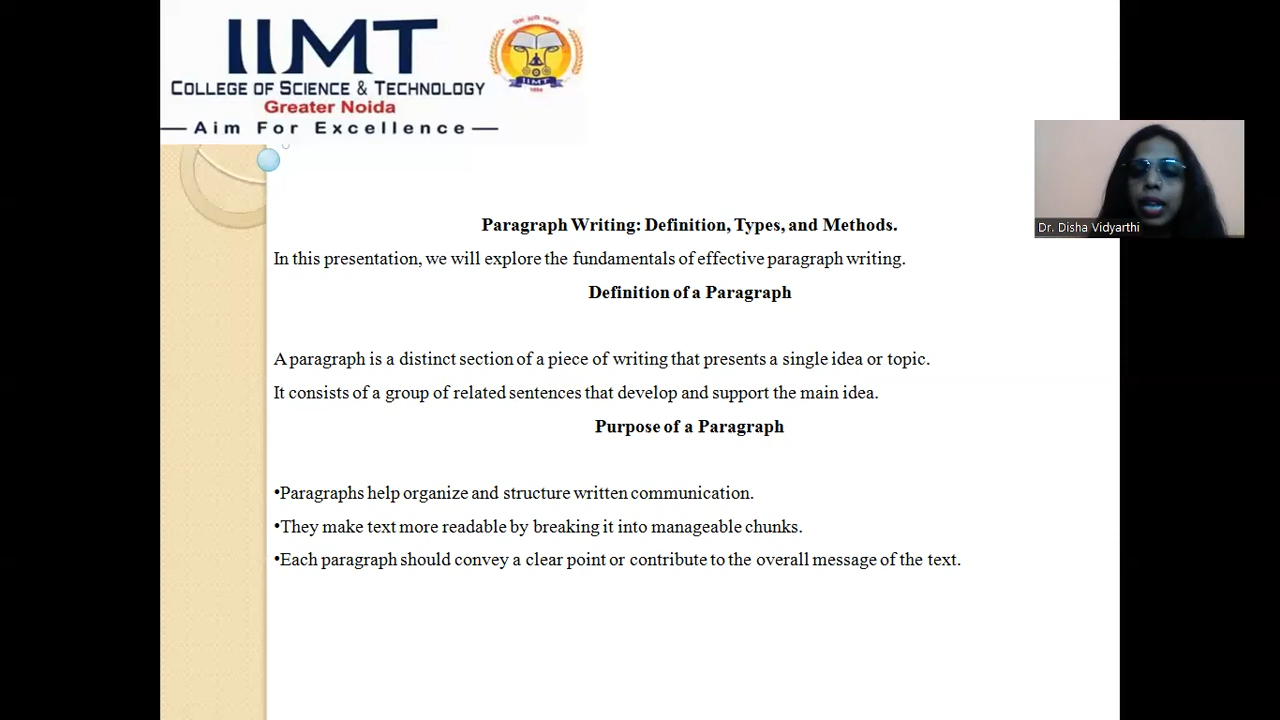 IIMT
COLLEGE OF SCIENCE & TECHNOLOGY
Greater Noida
Aim For Excellence
IIMT
Dr. Disha Vidyarthi
Paragraph Writing: Definition, Types, and Methods.
In this presentation, we will explore the fundamentals of effective paragraph writing.
Definition of a Paragraph
A paragraph is a distinct section of a piece of writing that presents a single idea or topic.
It consists of a group of related sentences that develop and support the main idea.
Purpose of a Paragraph
•Paragraphs help organize and structure written communication.
•They make text more readable by breaking it into manageable chunks.
•Each paragraph should convey a clear point or contribute to the overall message of the text.